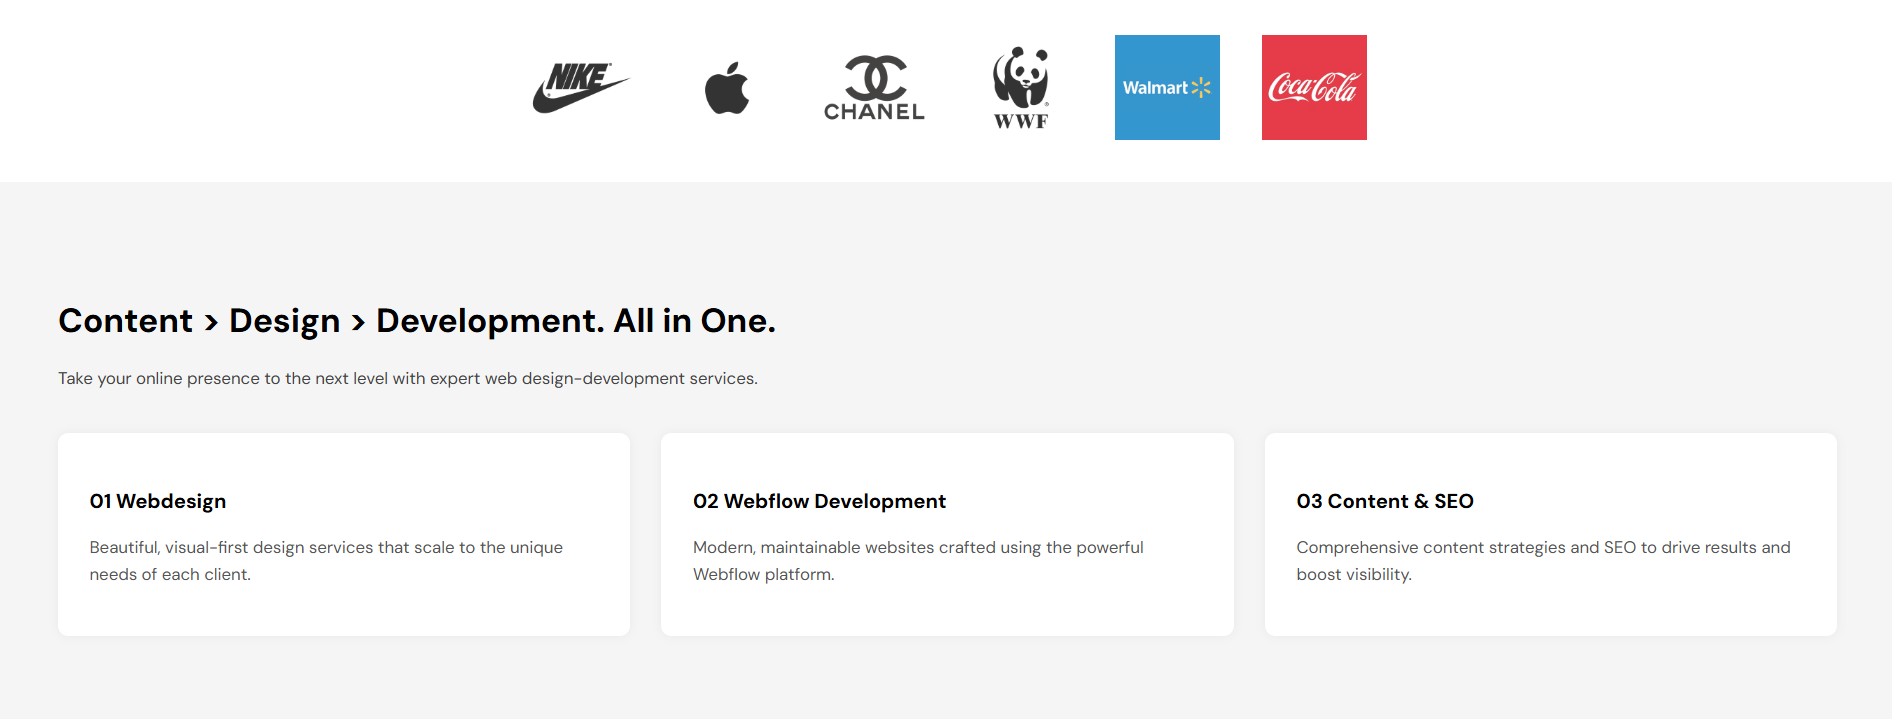 NIKE
CHANEL
WWF
Walmart
Coca-Cola
Content > Design > Development. All in One.
Take your online presence to the next level with expert web design-development services.
01 Webdesign
Beautiful, visual-first design services that scale to the unique
needs of each client.
02 Webflow Development
Modern, maintainable websites crafted using the powerful
Webflow platform.
03 Content & SEO
Comprehensive content strategies and SEO to drive results and
boost visibility.